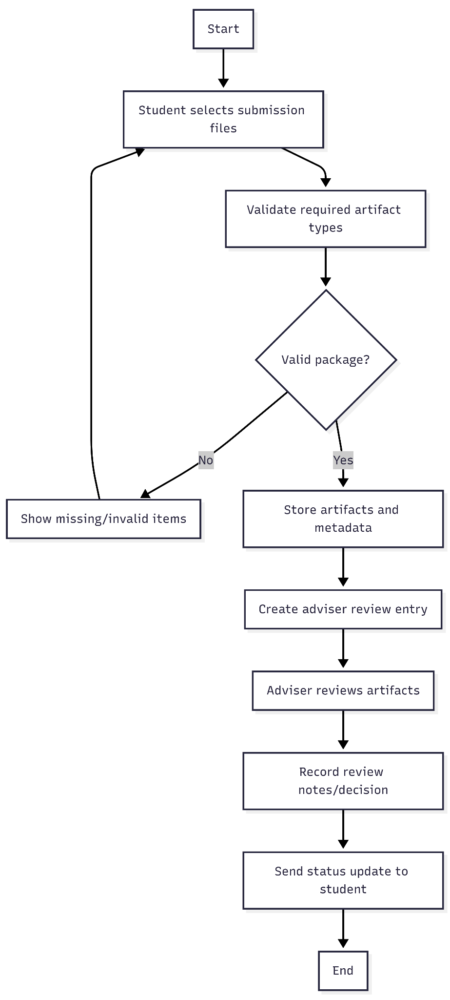 Start
Student selects submission
files
Validate required artifact
types
Valid package?
No
Yes
Show missing/invalid items
Store artifacts and
metadata
Create adviser review entry
Adviser reviews artifacts
Record review
notes/decision
Send status update to
student
End